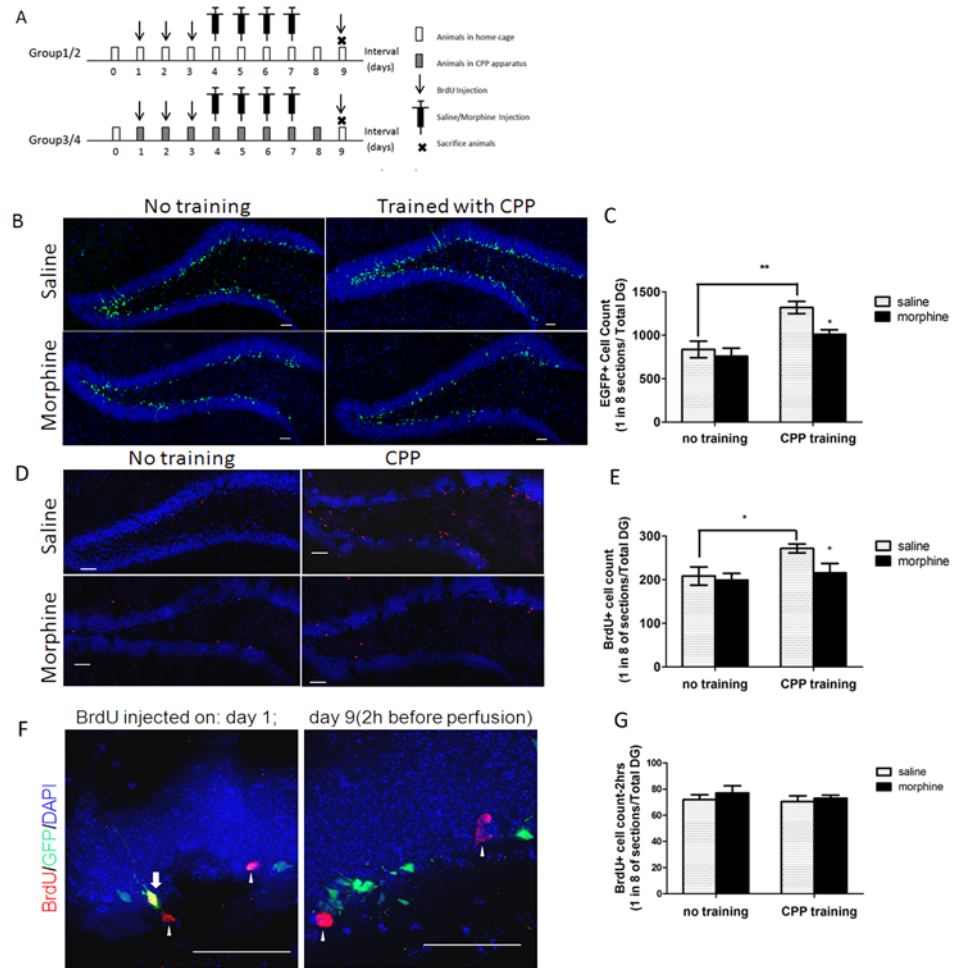 A
Group1/2
0 1 2 3 4 5 6 7 8 9
Interval
(days)
Group3/4
0 1 2 3 4 5 6 7 8 9
Interval
(days)
Animals in home cage
Animals in CPP apparatus
BrdU Injection
Saline/Morphine Injection
Sacrifice animals
B
No training
Trained with CPP
Saline
Morphine
C
EGFP+ Cell Count
(1 in 8 sections/ Total DG)
1500
1000
500
0
**
*
no training
CPP training
saline
morphine
D
No training
CPP
Saline
Morphine
E
BrdU+ cell count
(1 in 8 of sections/Total DG)
300
200
100
0
*
*
no training
CPP training
saline
morphine
F
BrdU injected on: day 1;
day 9(2h before perfusion)
BrdU/GFP/DAPI
G
BrdU+ cell count-2hrs
(1 in 8 of sections/Total DG)
100
80
60
40
20
0
no training
CPP training
saline
morphine